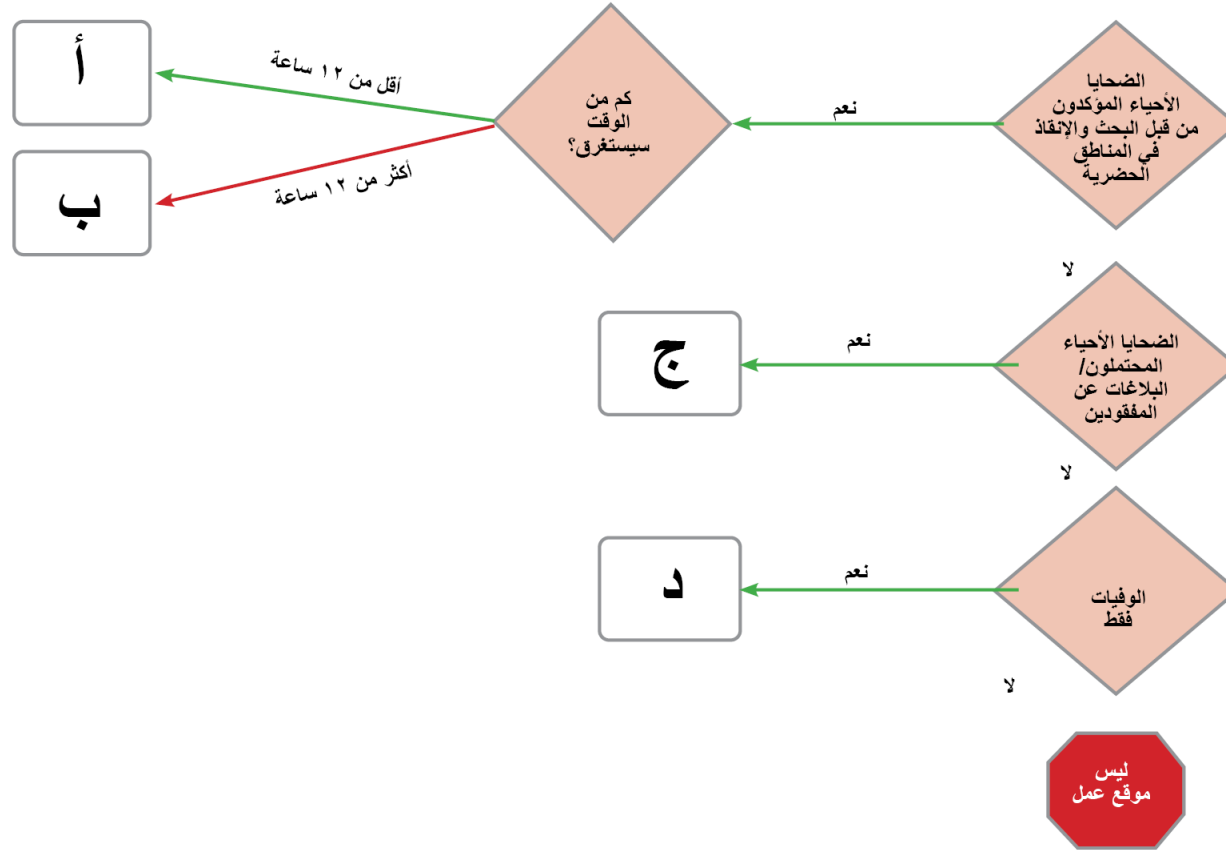 الضحايا
الأحياء المؤكدون
من قبل البحث والإنقاذ
في المناطق
الحضرية
نعم
كم من
الوقت
سيستغرق؟
أقل من ١٢ ساعة
أ
أكثر من ١٢ ساعة
ب
لا
الضحايا الأحياء
المحتملون/
البلاغات عن
المفقودين
نعم
ج
لا
الوفيات
فقط
نعم
د
لا
ليس
موقع عمل